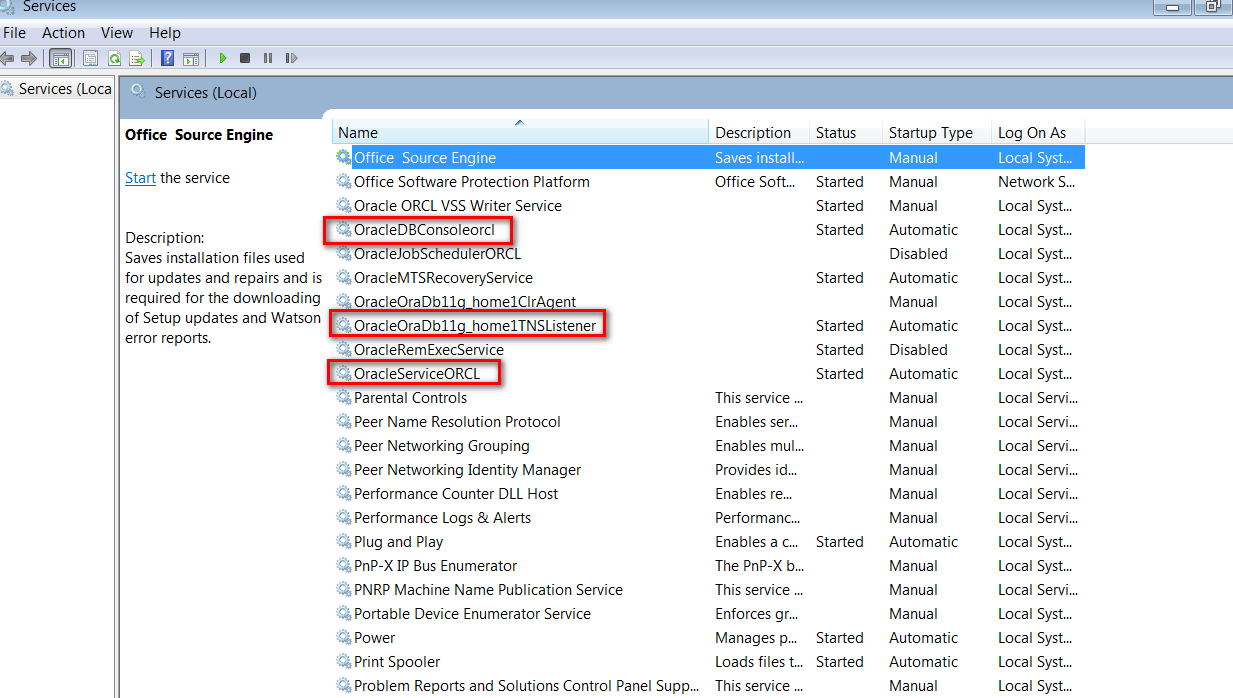 Services
File Action View Help
Services (Loca
Services (Local)
Office Source Engine
Start the service
Description:
Saves installation files used
for updates and repairs and is
required for the downloading
of Setup updates and Watson
error reports.
Name Description Status Startup Type Log On As
Office Source Engine Saves install... Manual Local Syst...
Office Software Protection Platform Office Soft... Started Manual Network S...
Oracle ORCL VSS Writer Service Started Manual Local Syst...
OracleDBConsoleorcl Started Automatic Local Syst...
OracleJobSchedulerORCL Disabled Local Syst...
OracleMTSRecoveryService Started Automatic Local Syst...
OracleOraDb11g_home1ClrAgent Manual Local Syst...
OracleOraDb11g_home1TNSListener Started Automatic Local Syst...
OracleRemExecService Started Disabled Local Syst...
OracleServiceORCL Started Automatic Local Syst...
Parental Controls This service ... Manual Local Servi...
Peer Name Resolution Protocol Enables ser... Manual Local Servi...
Peer Networking Grouping Enables mul... Manual Local Servi...
Peer Networking Identity Manager Provides id... Manual Local Servi...
Performance Counter DLL Host Enables re... Manual Local Servi...
Performance Logs & Alerts Performanc... Manual Local Servi...
Plug and Play Enables a c... Started Automatic Local Syst...
PnP-X IP Bus Enumerator The PnP-X b... Manual Local Syst...
PNRP Machine Name Publication Service This service ... Manual Local Servi...
Portable Device Enumerator Service Enforces gr... Manual Local Syst...
Power Manages p... Started Automatic Local Syst...
Print Spooler Loads files t... Started Automatic Local Syst...
Problem Reports and Solutions Control Panel Supp... This service ... Manual Local Syst...